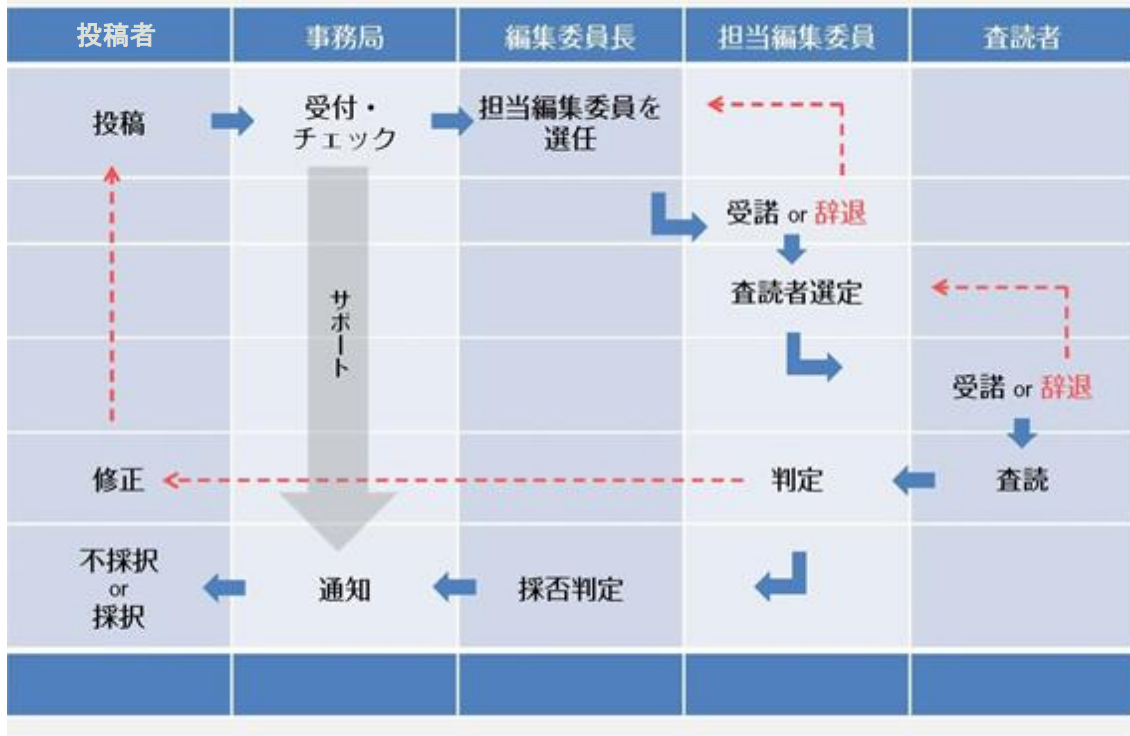 投稿者
事務局
編集委員長
担当編集委員
査読者
投稿
受付・
チェック
担当編集委員を
選任
受諾 or 辞退
査読者選定
サポート
受諾 or 辞退
修正
判定
査読
不採択
or
採択
通知
採否判定